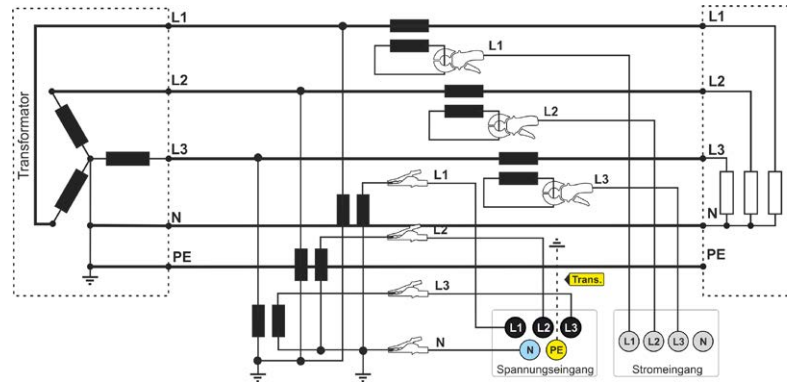 L1
L1
L1
L2
L2
L2
L3
L3
L3
Transformator
L1
N
N
L2
PE
PE
L3
Trans.
N
L1 L2 L3
N PE
L1 L2 L3 N
Spannungseingang
Stromeingang